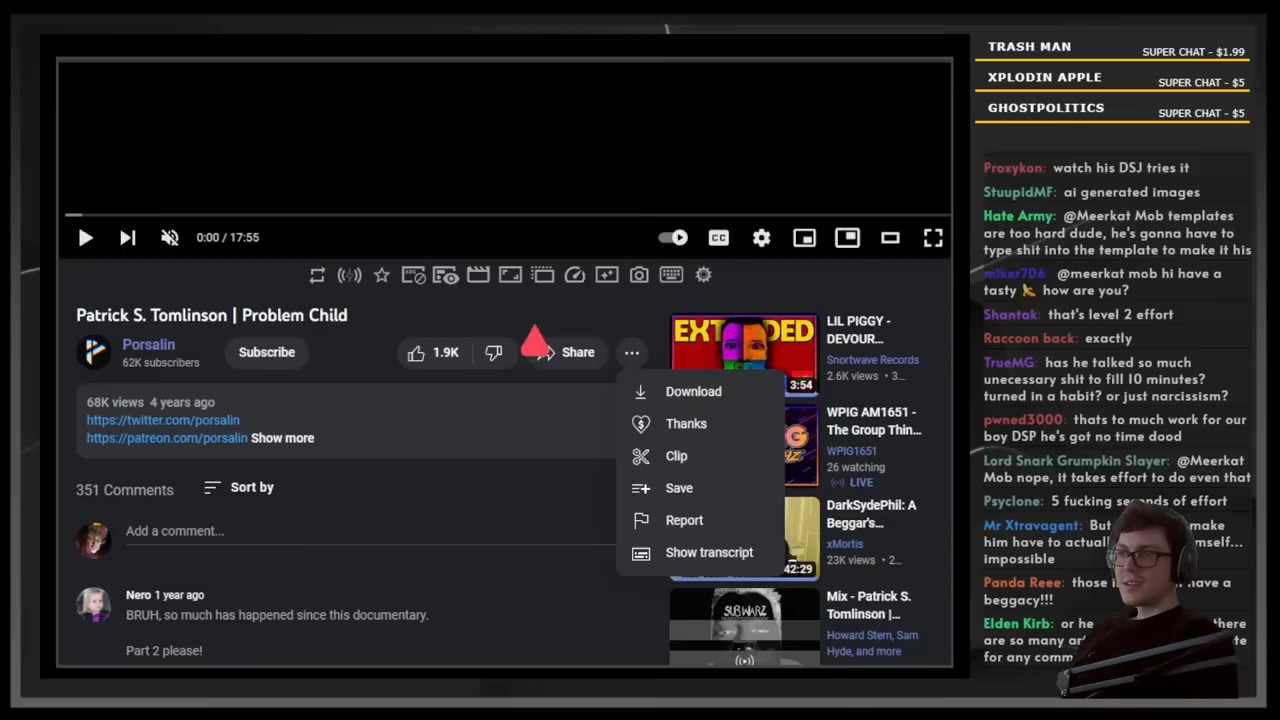 TRASH MAN
SUPER CHAT - $1.99
XPLODIN APPLE
SUPER CHAT - $5
GHOSTPOLITICS
SUPER CHAT - $5
0:00 / 17:55
CC
Patrick S. Tomlinson | Problem Child
Porsalin
62K subscribers
Subscribe
1.9K
Share
68K views 4 years ago
https://twitter.com/porsalin
https://patreon.com/porsalin Show more
351 Comments
Sort by
Add a comment...
Nero 1 year ago
BRUH, so much has happened since this documentary.
Part 2 please!
Download
Thanks
Clip
Save
Report
Show transcript
3:54
LIL PIGGY -
DEVOUR...
Snortwave Records
2.6K views • 3...
WPIG AM1651 -
The Group Thin...
WPIG1651
26 watching
LIVE
42:29
DarkSydePhil: A
Beggar's...
xMortis
23K views • 2...
SUBWARZ
Mix - Patrick S.
Tomlinson |...
Howard Stern, Sam
Hyde, and more
Proxykon: watch his DSJ tries it
StuupidMF: ai generated images
Hate Army: @Meerkat Mob templates
are too hard dude, he's gonna have to
type shit into the template to make it his
miker706 @meerkat mob hi have a
tasty 🍌 how are you?
Shantak: that's level 2 effort
Raccoon back: exactly
TrueMG: has he talked so much
unecessary shit to fill 10 minutes?
turned in a habit? or just narcissism?
pwned3000: thats to much work for our
boy DSP he's got no time dood
Lord Snark Grumpkin Slayer: @Meerkat
Mob nope, it takes effort to do even that
Psyclone: 5 fucking seconds of effort
Mr Xtravagent: But make
him have to actual mself...
impossible
Panda Reee: those have a
beggacy!!!
Elden Kirb: or he there
are so many
for any comm